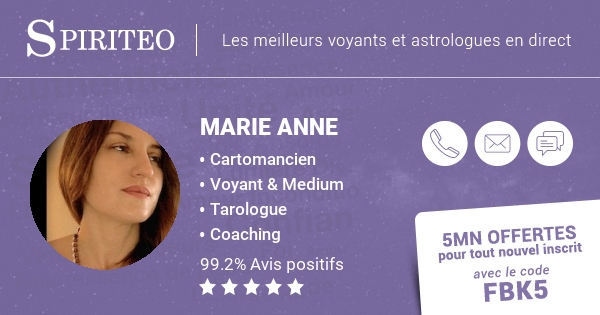 SPIRITEO
Les meilleurs voyants et astrologues en direct
MARIE ANNE
• Cartomancien
• Voyant & Medium
• Tarologue
• Coaching
99.2% Avis positifs
5MN OFFERTES
pour tout nouvel inscrit
avec le code
FBK5